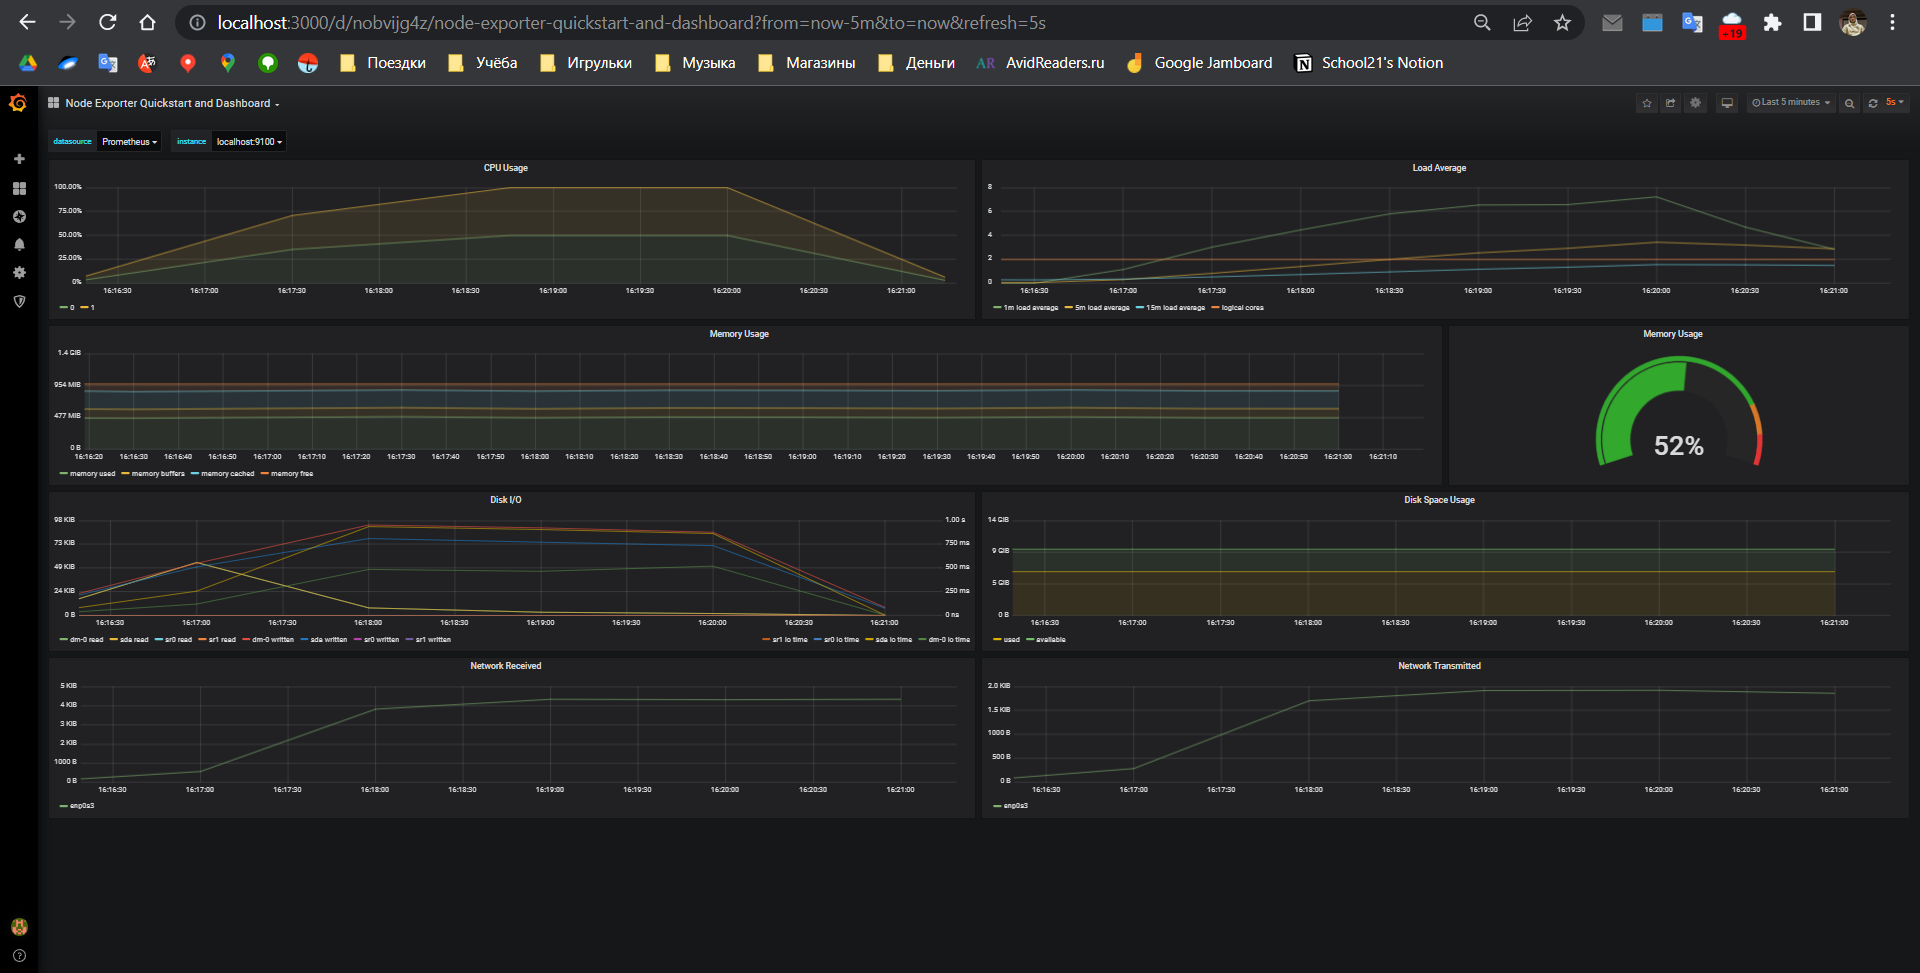 localhost:3000/d/nobvijg4z/node-exporter-quickstart-and-dashboard?from=now-5m&to=now&refresh=5s
+19
Поездки Учёба Игрульки Музыка Магазины Деньги AR AvidReaders.ru Google Jamboard School21's Notion
Node Exporter Quickstart and Dashboard
Last 5 minutes 5s
datasource Prometheus instance localhost:9100
CPU Usage
100.00%
75.00%
50.00%
25.00%
0%
16:16:30 16:17:00 16:17:30 16:18:00 16:18:30 16:19:00 16:19:30 16:20:00 16:20:30 16:21:00
0 1
Load Average
8
6
4
2
0
16:16:30 16:17:00 16:17:30 16:18:00 16:18:30 16:19:00 16:19:30 16:20:00 16:20:30 16:21:00
1m load average 5m load average 15m load average logical cores
Memory Usage
1.4 GiB
954 MiB
477 MiB
0 B
16:16:20 16:16:30 16:16:40 16:16:50 16:17:00 16:17:10 16:17:20 16:17:30 16:17:40 16:17:50 16:18:00 16:18:10 16:18:20 16:18:30 16:18:40 16:18:50 16:19:00 16:19:10 16:19:20 16:19:30 16:19:40 16:19:50 16:20:00 16:20:10 16:20:20 16:20:30 16:20:40 16:20:50 16:21:00 16:21:10
memory used memory buffers memory cached memory free
Memory Usage
52%
Disk I/O
98 KiB
73 KiB
49 KiB
24 KiB
0 B
1.00 s
750 ms
500 ms
250 ms
0 ns
16:16:30 16:17:00 16:17:30 16:18:00 16:18:30 16:19:00 16:19:30 16:20:00 16:20:30 16:21:00
dm-0 read sda read sr0 read sr1 read dm-0 written sda written sr0 written sr1 written
sr1 io time sr0 io time sda io time dm-0 io time
Disk Space Usage
14 GiB
9 GiB
5 GiB
0 B
16:16:30 16:17:00 16:17:30 16:18:00 16:18:30 16:19:00 16:19:30 16:20:00 16:20:30 16:21:00
used available
Network Received
5 KiB
4 KiB
3 KiB
2 KiB
1000 B
0 B
16:16:30 16:17:00 16:17:30 16:18:00 16:18:30 16:19:00 16:19:30 16:20:00 16:20:30 16:21:00
enp0s3
Network Transmitted
2.0 KiB
1.5 KiB
1000 B
500 B
0 B
16:16:30 16:17:00 16:17:30 16:18:00 16:18:30 16:19:00 16:19:30 16:20:00 16:20:30 16:21:00
enp0s3